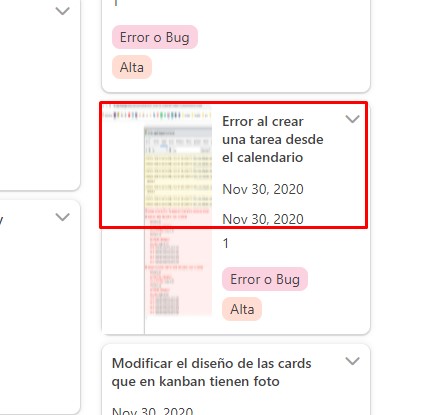 1
Error o Bug
Alta
Error al crear
una tarea desde
el calendario
Nov 30, 2020
Nov 30, 2020
1
Error o Bug
Alta
Modificar el diseño de las cards
que en kanban tienen foto
Nov 30, 2020